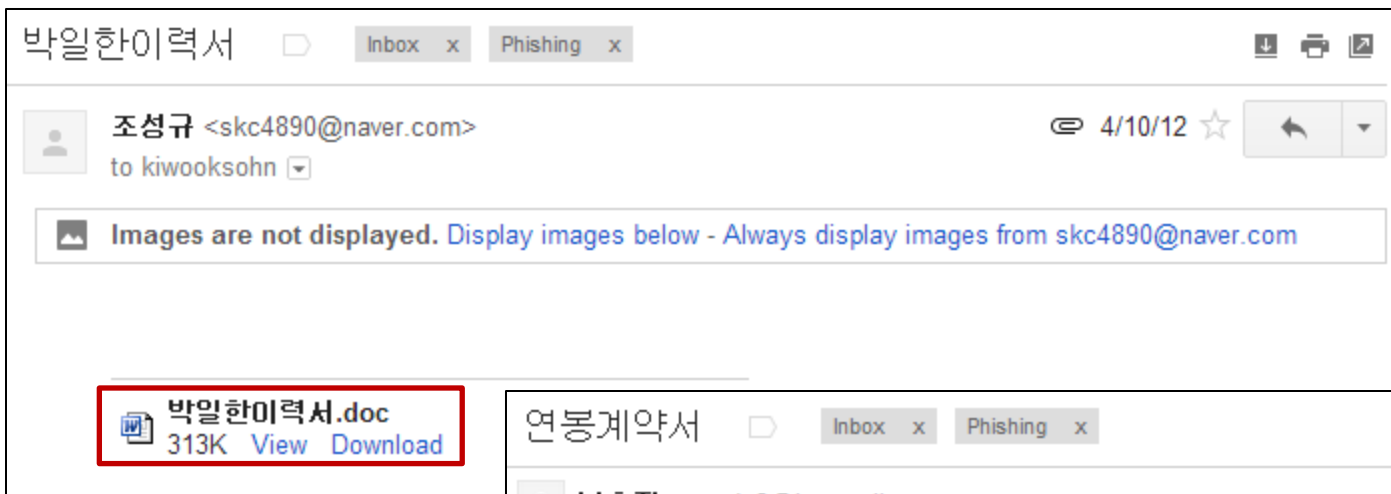 박일한이력서 Inbox x Phishing x
조성규 <skc4890@naver.com> 4/10/12
to kiwooksohn
Images are not displayed. Display images below - Always display images from skc4890@naver.com
박일한이력서.doc
313K View Download
연봉계약서 Inbox x Phishing x